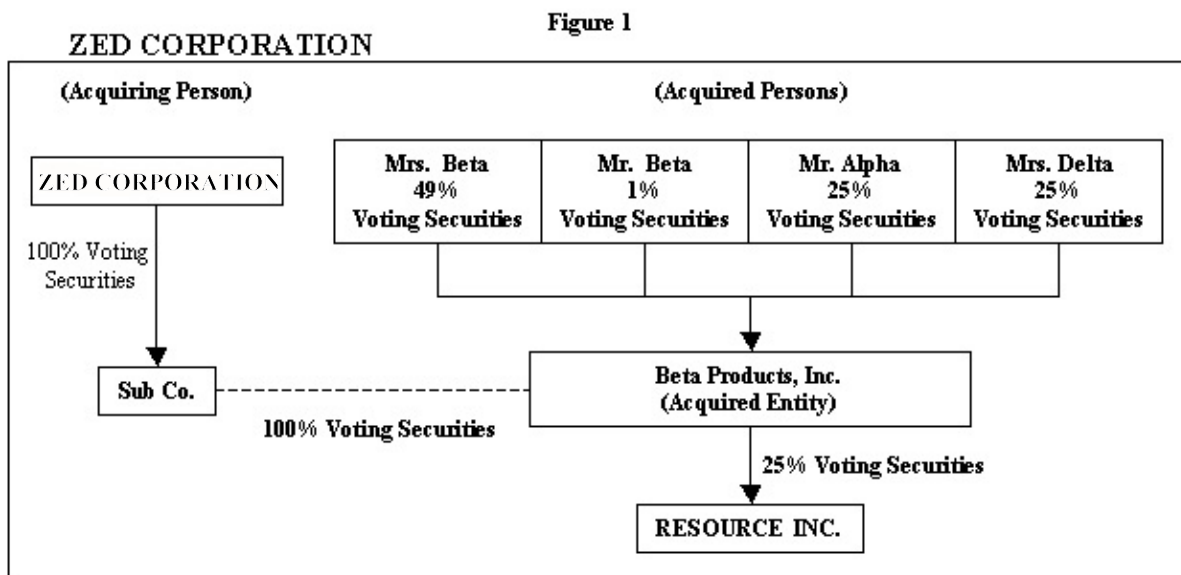 Figure 1
ZED CORPORATION
(Acquiring Person)
(Acquired Persons)
ZED CORPORATION
Mrs. Beta
49%
Voting Securities
Mr. Beta
1%
Voting Securities
Mr. Alpha
25%
Voting Securities
Mrs. Delta
25%
Voting Securities
100% Voting
Securities
Sub Co.
Beta Products, Inc.
(Acquired Entity)
100% Voting Securities
25% Voting Securities
RESOURCE INC.